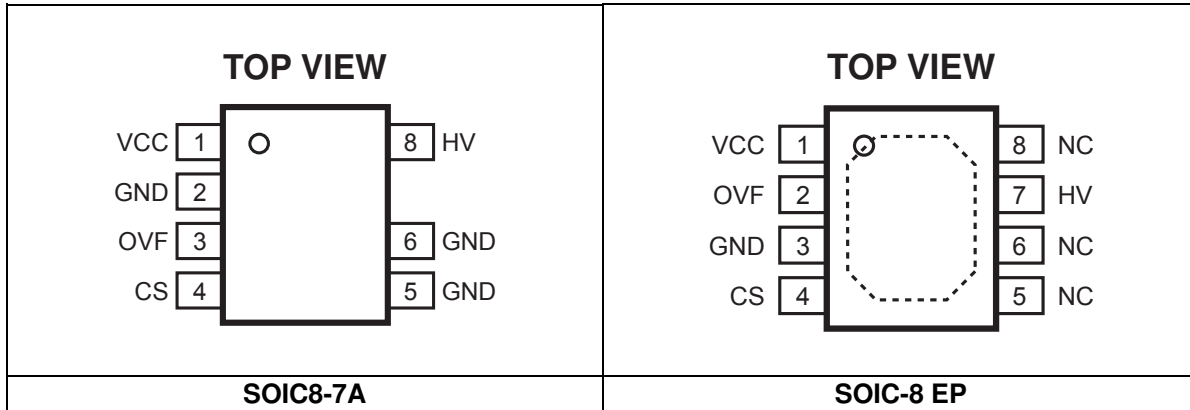 TOP VIEW
VCC 1 8 HV
GND 2
OVF 3 6 GND
CS 4 5 GND
SOIC8-7A
TOP VIEW
VCC 1 8 NC
OVF 2 7 HV
GND 3 6 NC
CS 4 5 NC
SOIC-8 EP